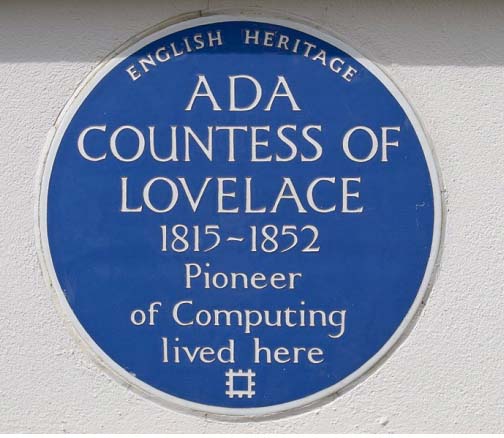 ENGLISH HERITAGE
ADA
COUNTESS OF
LOVELACE
1815~1852
Pioneer
of Computing
lived here